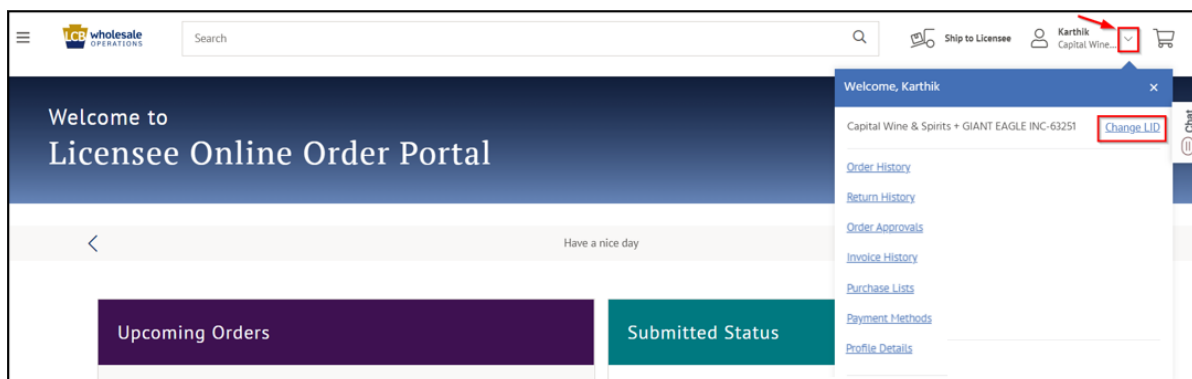 LCB wholesale
OPERATIONS
Search
Ship to Licensee
Karthik
Capital Wine...
Welcome, Karthik
Capital Wine & Spirits + GIANT EAGLE INC-63251
Change LID
Chat
Welcome to
Licensee Online Order Portal
Order History
Return History
Order Approvals
Invoice History
Purchase Lists
Payment Methods
Profile Details
Have a nice day
Upcoming Orders
Submitted Status